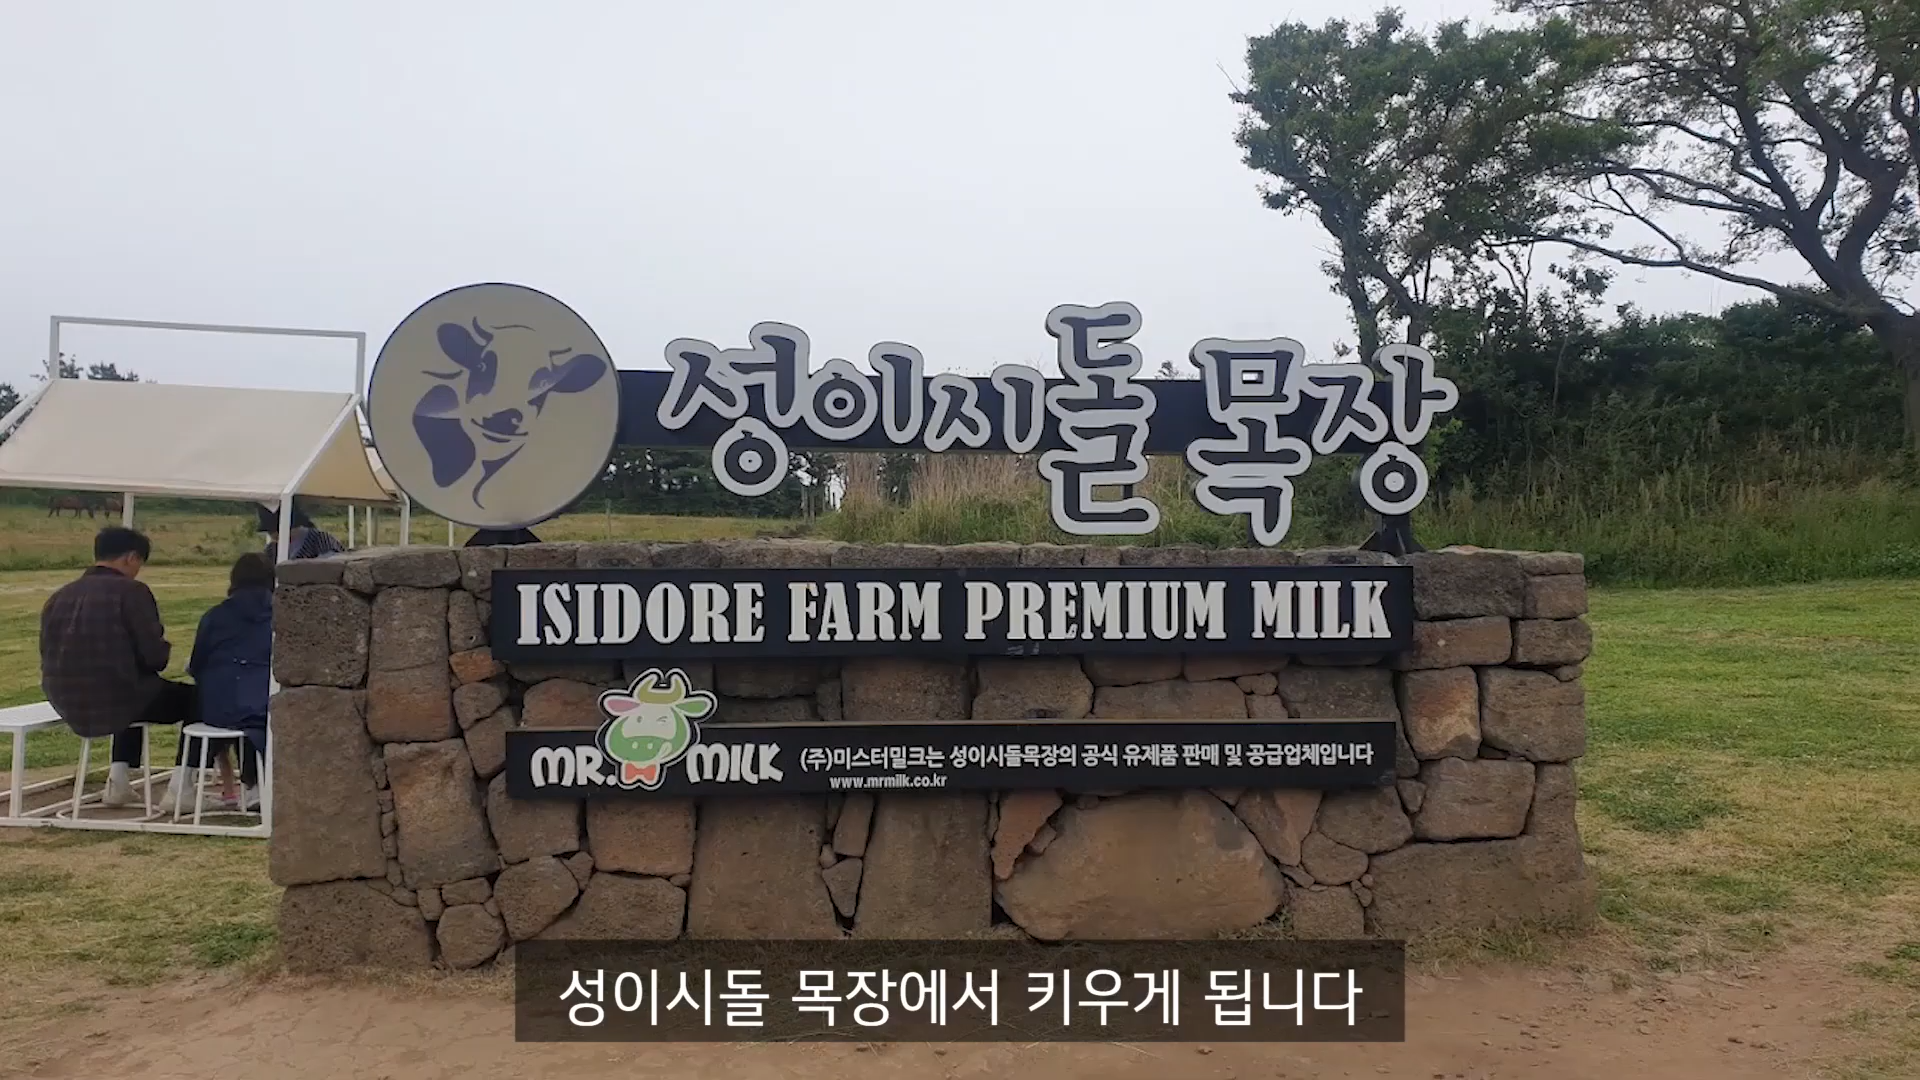 성이시돌 목장
ISIDORE FARM PREMIUM MILK
MR. MILK (주)미스터밀크는 성이시돌목장의 공식 유제품 판매 및 공급업체입니다
www.mrmilk.co.kr
성이시돌 목장에서 키우게 됩니다